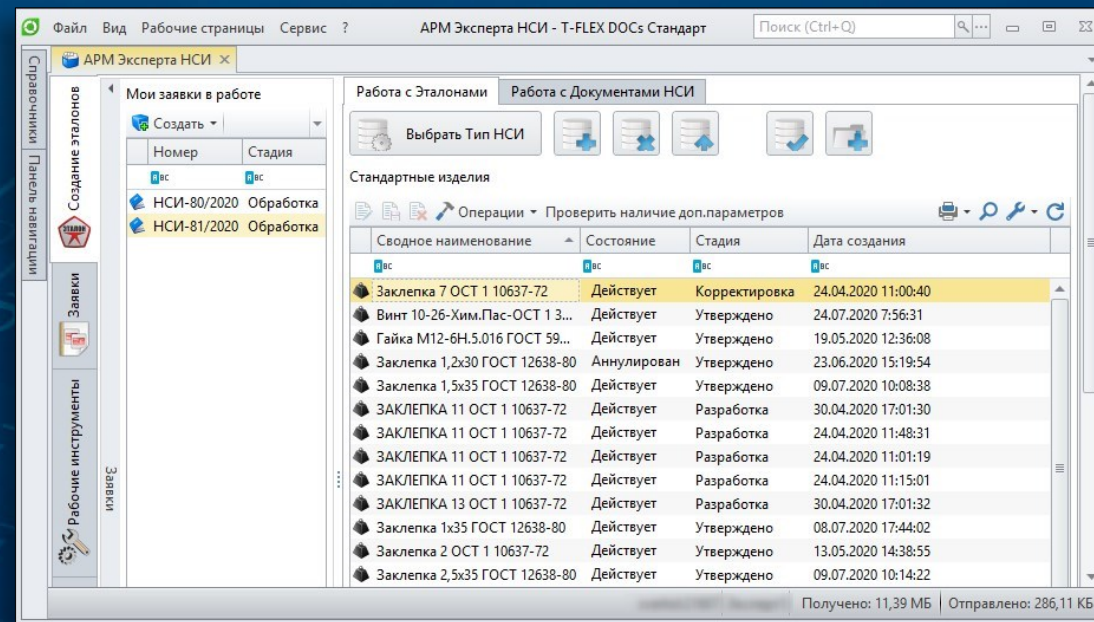 Файл Вид Рабочие страницы Сервис ? АРМ Эксперта НСИ - T-FLEX DOCs Стандарт Поиск (Ctrl+Q)
АРМ Эксперта НСИ
Справочники
Панель навигации
Создание эталонов
ЭТАЛОН
Заявки
Рабочие инструменты
Заявки
Мои заявки в работе
Создать
Номер Стадия
НСИ-80/2020 Обработка
НСИ-81/2020 Обработка
Работа с Эталонами Работа с Документами НСИ
Выбрать Тип НСИ
Стандартные изделия
Операции Проверить наличие доп.параметров
Сводное наименование Состояние Стадия Дата создания
Заклепка 7 ОСТ 1 10637-72 Действует Корректировка 24.04.2020 11:00:40
Винт 10-26-Хим.Пас-ОСТ 1 3... Действует Утверждено 24.07.2020 7:56:31
Гайка М12-6Н.5.016 ГОСТ 59... Действует Утверждено 19.05.2020 12:36:08
Заклепка 1,2х30 ГОСТ 12638-80 Аннулирован Утверждено 23.06.2020 15:19:54
Заклепка 1,5х35 ГОСТ 12638-80 Действует Утверждено 09.07.2020 10:08:38
ЗАКЛЕПКА 11 ОСТ 1 10637-72 Действует Разработка 30.04.2020 17:01:30
ЗАКЛЕПКА 11 ОСТ 1 10637-72 Действует Разработка 24.04.2020 11:48:31
ЗАКЛЕПКА 11 ОСТ 1 10637-72 Действует Разработка 24.04.2020 11:01:19
ЗАКЛЕПКА 11 ОСТ 1 10637-72 Действует Разработка 24.04.2020 11:15:01
ЗАКЛЕПКА 13 ОСТ 1 10637-72 Действует Разработка 30.04.2020 17:01:32
Заклепка 1х35 ГОСТ 12638-80 Действует Утверждено 08.07.2020 17:44:02
Заклепка 2 ОСТ 1 10637-72 Действует Утверждено 13.05.2020 14:38:55
Заклепка 2,5х35 ГОСТ 12638-80 Действует Утверждено 09.07.2020 10:14:22
Получено: 11,39 МБ Отправлено: 286,11 КБ